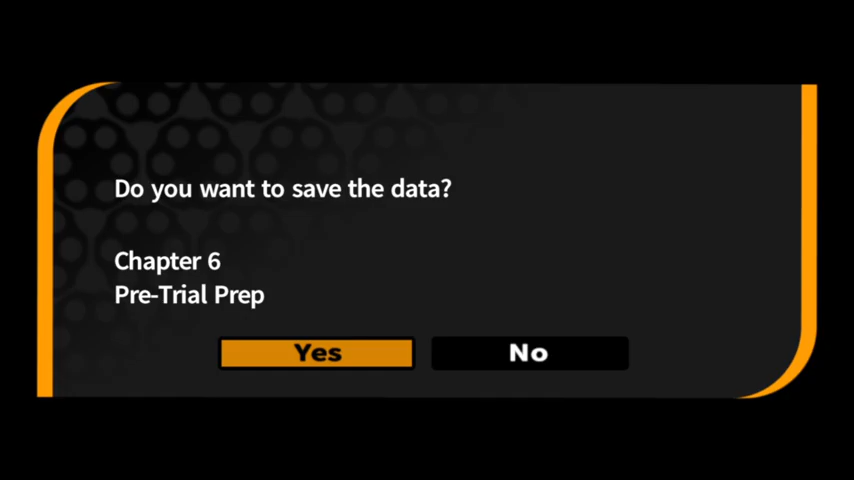 Do you want to save the data?
Chapter 6
Pre-Trial Prep
Yes No